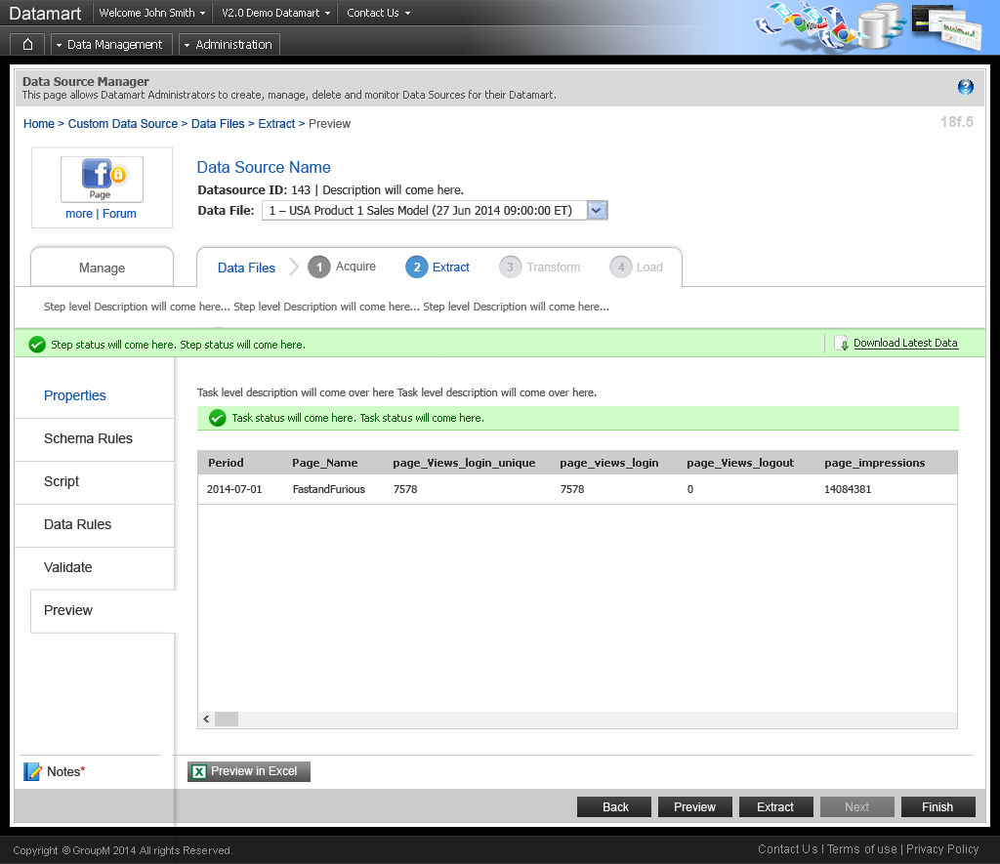 Datamart Welcome John Smith V2.0 Demo Datamart Contact Us
Data Management Administration
Data Source Manager
This page allows Datamart Administrators to create, manage, delete and monitor Data Sources for their Datamart.
Home > Custom Data Source > Data Files > Extract > Preview 18f.5
Page
more | Forum
Data Source Name
Datasource ID: 143 | Description will come here.
Data File: 1 – USA Product 1 Sales Model (27 Jun 2014 09:00:00 ET)
Manage Data Files 1 Acquire 2 Extract 3 Transform 4 Load
Step level Description will come here... Step level Description will come here... Step level Description will come here...
Step status will come here. Step status will come here. Download Latest Data
Properties
Schema Rules
Script
Data Rules
Validate
Preview
Task level description will come over here Task level description will come over here.
Task status will come here. Task status will come here.
Period Page_Name page_Views_login_unique page_views_login page_Views_logout page_impressions
2014-07-01 FastandFurious 7578 7578 0 14084381
Notes* Preview in Excel
Back Preview Extract Next Finish
Copyright © GroupM 2014 All rights Reserved. Contact Us | Terms of use | Privacy Policy